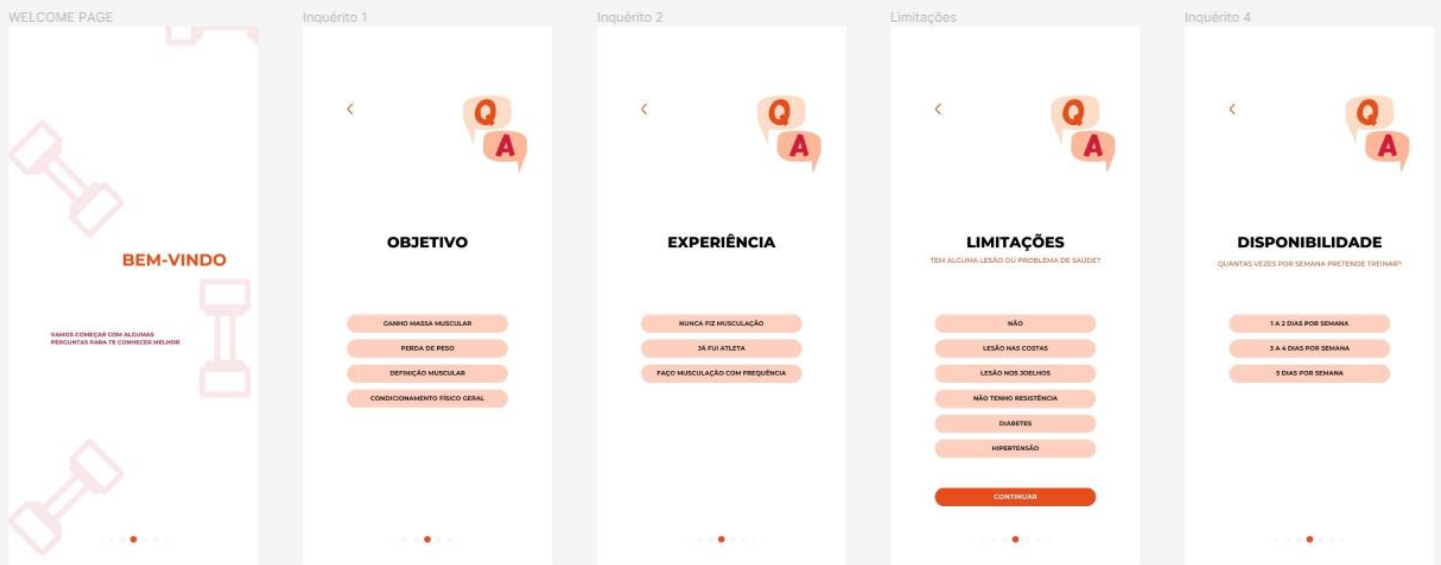 WELCOME PAGE
BEM-VINDO
VAMOS COMEÇAR COM ALGUMAS
PERGUNTAS PARA TE CONHECER MELHOR
Inquérito 1
Q
A
OBJETIVO
GANHO MASSA MUSCULAR
PERDA DE PESO
DEFINIÇÃO MUSCULAR
CONDICIONAMENTO FÍSICO GERAL
Inquérito 2
Q
A
EXPERIÊNCIA
NUNCA FIZ MUSCULAÇÃO
JÁ FUI ATLETA
FAÇO MUSCULAÇÃO COM FREQUÊNCIA
Limitações
Q
A
LIMITAÇÕES
TEM ALGUMA LESÃO OU PROBLEMA DE SAÚDE?
NÃO
LESÃO NAS COSTAS
LESÃO NOS JOELHOS
NÃO TENHO RESISTÊNCIA
DIABETES
HIPERTENSÃO
CONTINUAR
Inquérito 4
Q
A
DISPONIBILIDADE
QUANTAS VEZES POR SEMANA PRETENDE TREINAR?
1 A 2 DIAS POR SEMANA
3 A 4 DIAS POR SEMANA
5 DIAS POR SEMANA